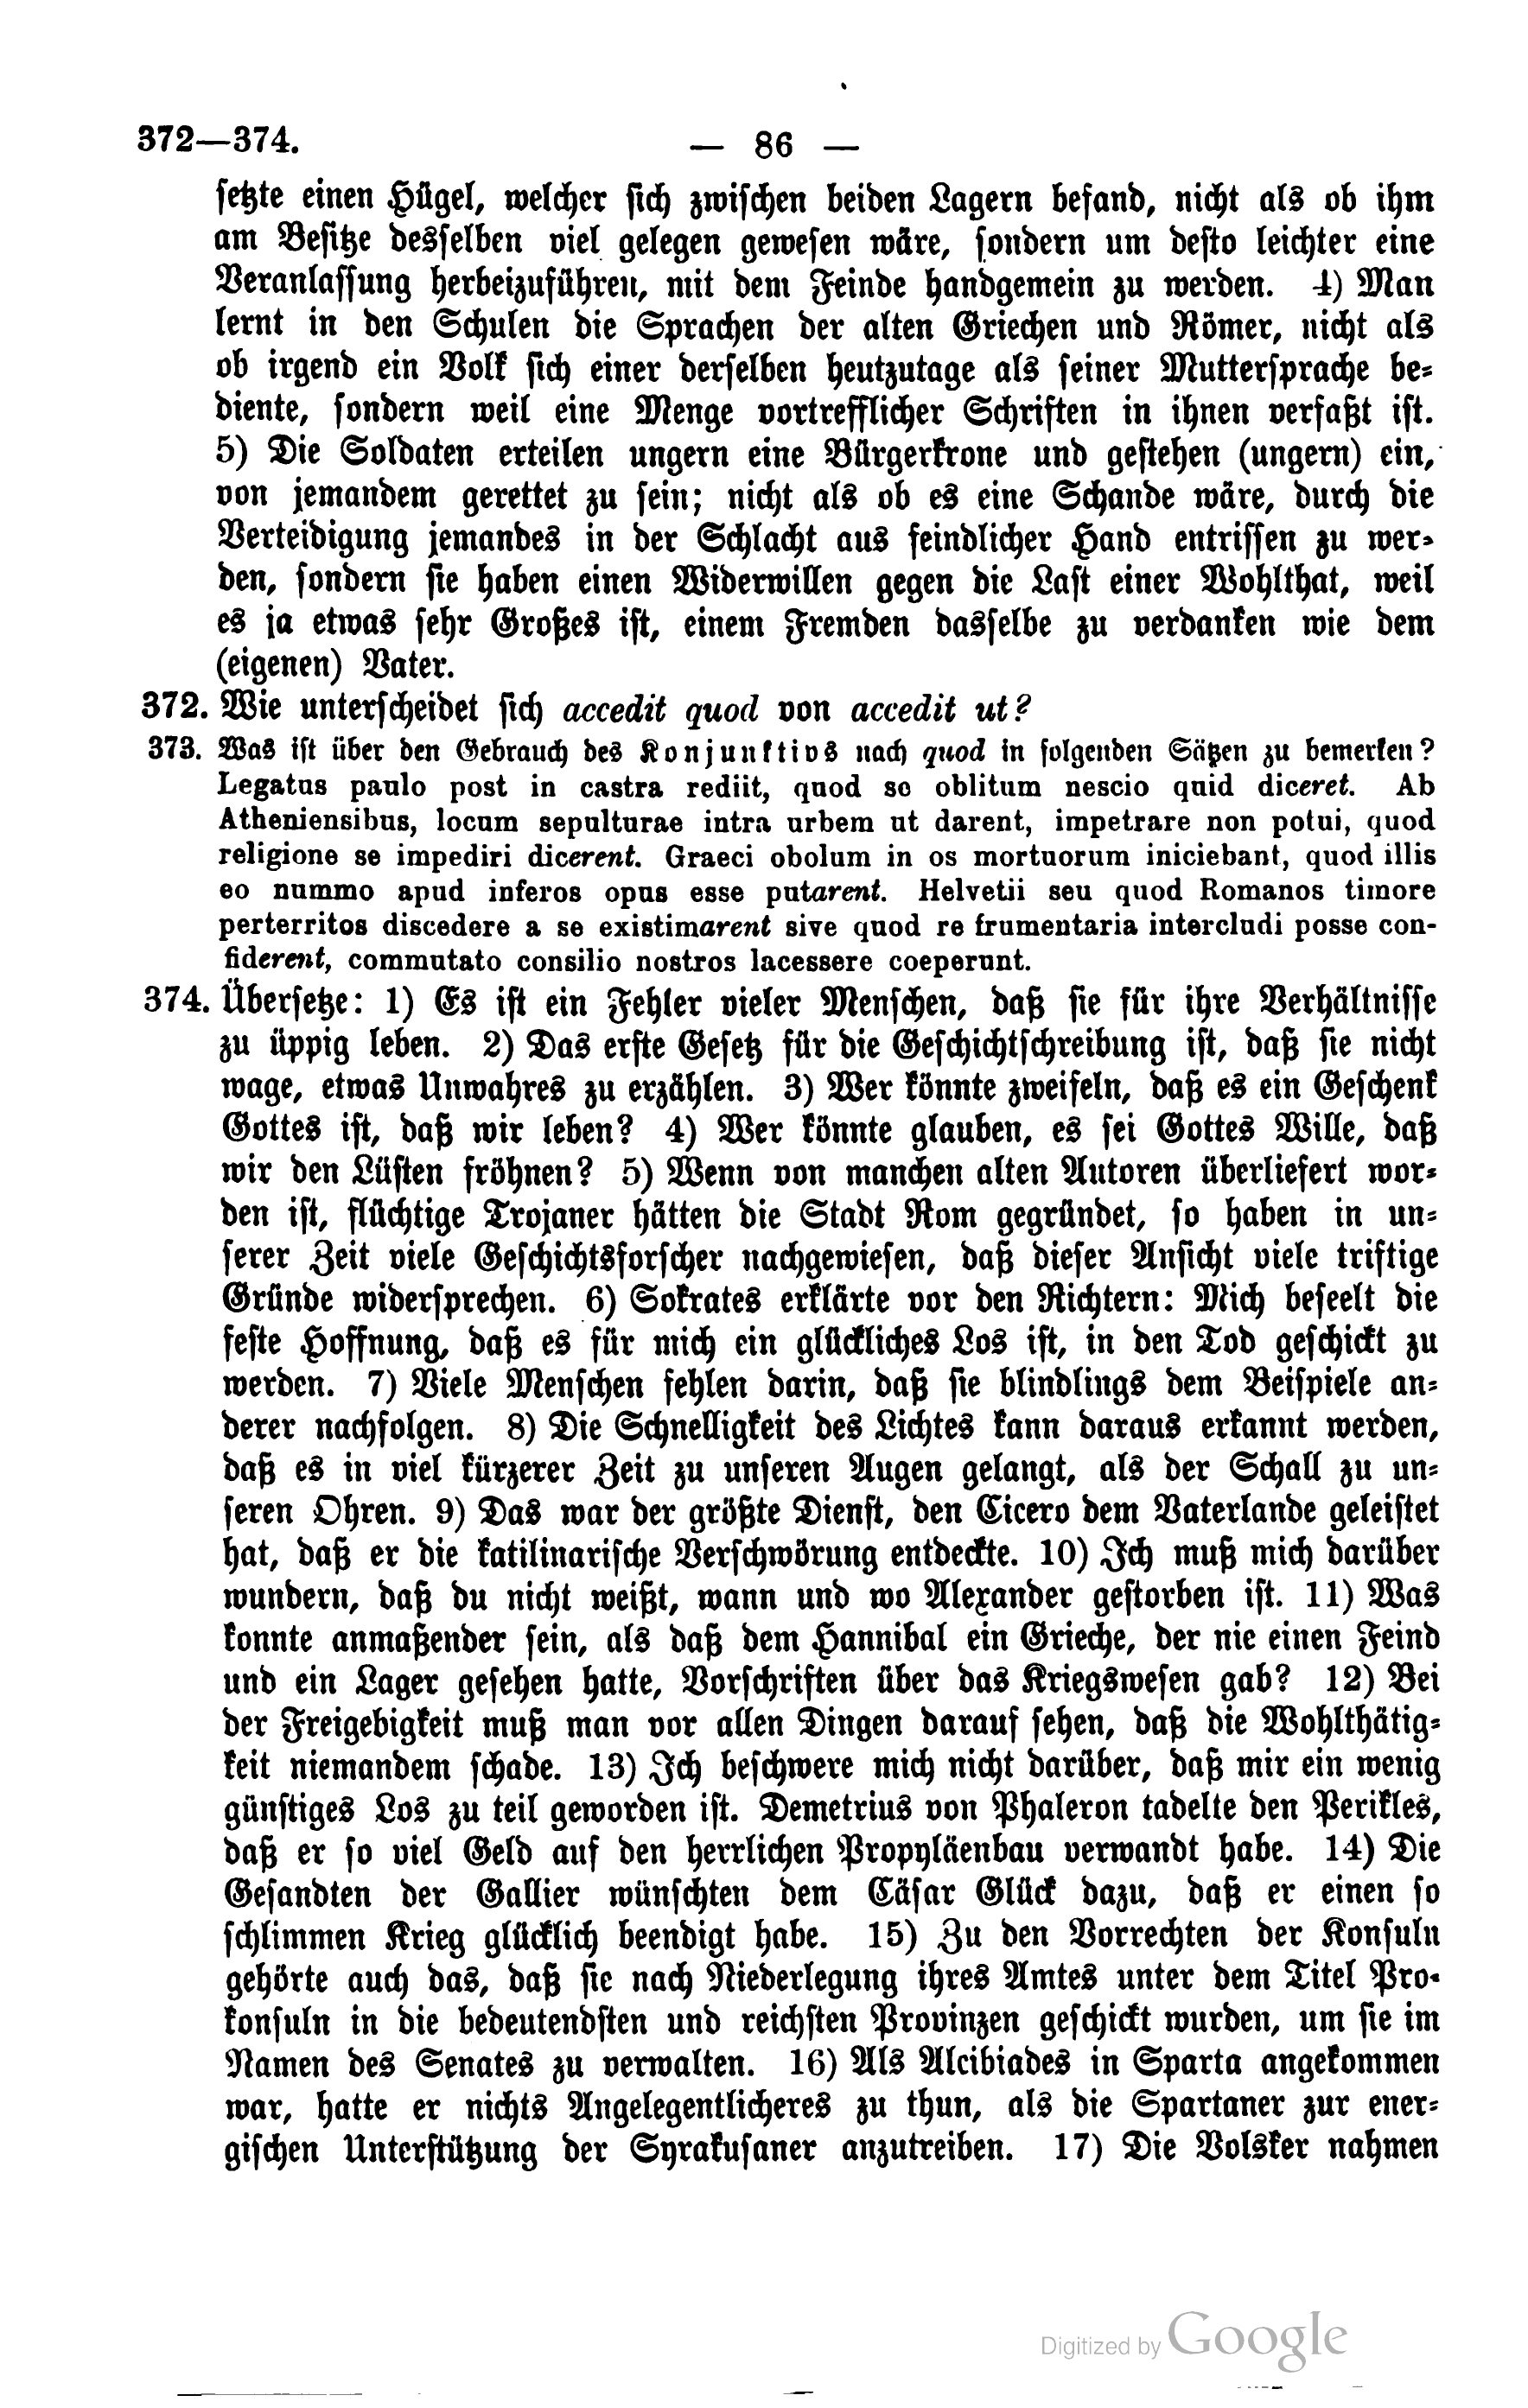 372—374.
— 86 —
ſetzte einen Hügel, welcher ſich zwiſchen beiden Lagern befand, nicht als ob ihm
am Beſitze desſelben viel gelegen geweſen wäre, ſondern um deſto leichter eine
Veranlaſſung herbeizuführen, mit dem Feinde handgemein zu werden. 4) Man
lernt in den Schulen die Sprachen der alten Griechen und Römer, nicht als
ob irgend ein Volk ſich einer derſelben heutzutage als ſeiner Mutterſprache be=
diente, ſondern weil eine Menge vortrefflicher Schriften in ihnen verfaßt iſt.
5) Die Soldaten erteilen ungern eine Bürgerkrone und geſtehen (ungern) ein,
von jemandem gerettet zu ſein; nicht als ob es eine Schande wäre, durch die
Verteidigung jemandes in der Schlacht aus feindlicher Hand entriſſen zu wer=
den, ſondern ſie haben einen Widerwillen gegen die Laſt einer Wohlthat, weil
es ja etwas ſehr Großes iſt, einem Fremden dasſelbe zu verdanken wie dem
(eigenen) Vater.
372. Wie unterſcheidet ſich accedit quod von accedit ut?
373. Was iſt über den Gebrauch des Konjunktivs nach quod in folgenden Sätzen zu bemerken?
Legatus paulo post in castra rediit, quod se oblitum nescio quid diceret. Ab
Atheniensibus, locum sepulturae intra urbem ut darent, impetrare non potui, quod
religione se impediri dicerent. Graeci obolum in os mortuorum iniciebant, quod illis
eo nummo apud inferos opus esse putarent. Helvetii seu quod Romanos timore
perterritos discedere a se existimarent sive quod re frumentaria intercludi posse con-
fiderent, commutato consilio nostros lacessere coeperunt.
374. Überſetze: 1) Es iſt ein Fehler vieler Menſchen, daß ſie für ihre Verhältniſſe
zu üppig leben. 2) Das erſte Geſetz für die Geſchichtſchreibung iſt, daß ſie nicht
wage, etwas Unwahres zu erzählen. 3) Wer könnte zweifeln, daß es ein Geſchenk
Gottes iſt, daß wir leben? 4) Wer könnte glauben, es ſei Gottes Wille, daß
wir den Lüſten fröhnen? 5) Wenn von manchen alten Autoren überliefert wor=
den iſt, flüchtige Trojaner hätten die Stadt Rom gegründet, ſo haben in un=
ſerer Zeit viele Geſchichtsforſcher nachgewieſen, daß dieſer Anſicht viele triftige
Gründe widerſprechen. 6) Sokrates erklärte vor den Richtern: Mich beſeelt die
feſte Hoffnung, daß es für mich ein glückliches Los iſt, in den Tod geſchickt zu
werden. 7) Viele Menſchen fehlen darin, daß ſie blindlings dem Beiſpiele an=
derer nachfolgen. 8) Die Schnelligkeit des Lichtes kann daraus erkannt werden,
daß es in viel kürzerer Zeit zu unſeren Augen gelangt, als der Schall zu un=
ſeren Ohren. 9) Das war der größte Dienſt, den Cicero dem Vaterlande geleiſtet
hat, daß er die katilinariſche Verſchwörung entdeckte. 10) Ich muß mich darüber
wundern, daß du nicht weißt, wann und wo Alexander geſtorben iſt. 11) Was
konnte anmaßender ſein, als daß dem Hannibal ein Grieche, der nie einen Feind
und ein Lager geſehen hatte, Vorſchriften über das Kriegsweſen gab? 12) Bei
der Freigebigkeit muß man vor allen Dingen darauf ſehen, daß die Wohlthätig=
keit niemandem ſchade. 13) Ich beſchwere mich nicht darüber, daß mir ein wenig
günſtiges Los zu teil geworden iſt. Demetrius von Phaleron tadelte den Perikles,
daß er ſo viel Geld auf den herrlichen Propyläenbau verwandt habe. 14) Die
Geſandten der Gallier wünſchten dem Cäſar Glück dazu, daß er einen ſo
ſchlimmen Krieg glücklich beendigt habe. 15) Zu den Vorrechten der Konſuln
gehörte auch das, daß ſie nach Niederlegung ihres Amtes unter dem Titel Pro=
konſuln in die bedeutendſten und reichſten Provinzen geſchickt wurden, um ſie im
Namen des Senates zu verwalten. 16) Als Alcibiades in Sparta angekommen
war, hatte er nichts Angelegentlicheres zu thun, als die Spartaner zur ener=
giſchen Unterſtützung der Syrakuſaner anzutreiben. 17) Die Volsker nahmen
Digitized by Google